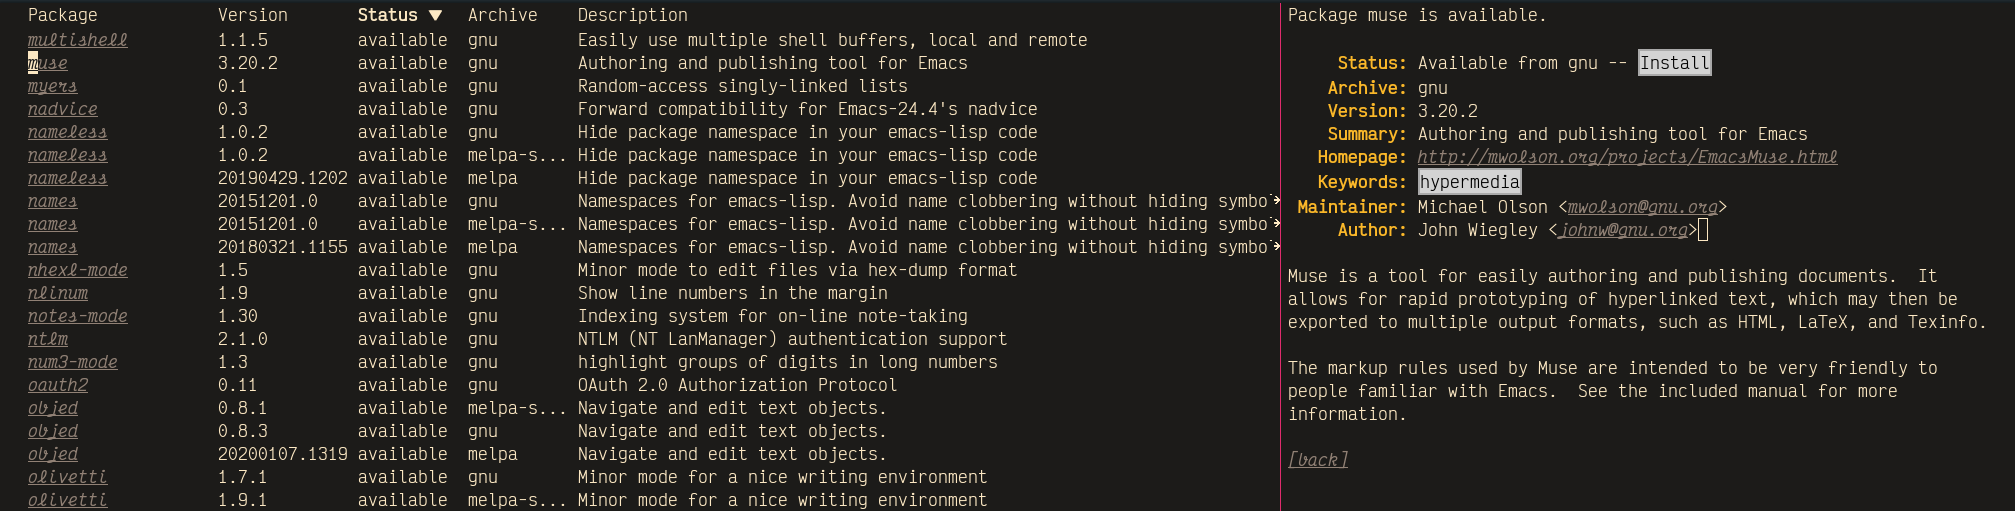 Package Version Status ▼ Archive Description
multishell 1.1.5 available gnu Easily use multiple shell buffers, local and remote
muse 3.20.2 available gnu Authoring and publishing tool for Emacs
myers 0.1 available gnu Random-access singly-linked lists
nadvice 0.3 available gnu Forward compatibility for Emacs-24.4's nadvice
nameless 1.0.2 available gnu Hide package namespace in your emacs-lisp code
nameless 1.0.2 available melpa-s... Hide package namespace in your emacs-lisp code
nameless 20190429.1202 available melpa Hide package namespace in your emacs-lisp code
names 20151201.0 available gnu Namespaces for emacs-lisp. Avoid name clobbering without hiding symbo
names 20151201.0 available melpa-s... Namespaces for emacs-lisp. Avoid name clobbering without hiding symbo
names 20180321.1155 available melpa Namespaces for emacs-lisp. Avoid name clobbering without hiding symbo
nhexl-mode 1.5 available gnu Minor mode to edit files via hex-dump format
nlinum 1.9 available gnu Show line numbers in the margin
notes-mode 1.30 available gnu Indexing system for on-line note-taking
ntlm 2.1.0 available gnu NTLM (NT LanManager) authentication support
num3-mode 1.3 available gnu highlight groups of digits in long numbers
oauth2 0.11 available gnu OAuth 2.0 Authorization Protocol
objed 0.8.1 available melpa-s... Navigate and edit text objects.
objed 0.8.3 available gnu Navigate and edit text objects.
objed 20200107.1319 available melpa Navigate and edit text objects.
olivetti 1.7.1 available gnu Minor mode for a nice writing environment
olivetti 1.9.1 available melpa-s... Minor mode for a nice writing environment
Package muse is available.
Status: Available from gnu -- Install
Archive: gnu
Version: 3.20.2
Summary: Authoring and publishing tool for Emacs
Homepage: http://mwolson.org/projects/EmacsMuse.html
Keywords: hypermedia
Maintainer: Michael Olson <mwolson@gnu.org>
Author: John Wiegley <johnw@gnu.org>
Muse is a tool for easily authoring and publishing documents.  It
allows for rapid prototyping of hyperlinked text, which may then be
exported to multiple output formats, such as HTML, LaTeX, and Texinfo.
The markup rules used by Muse are intended to be very friendly to
people familiar with Emacs.  See the included manual for more
information.
[back]